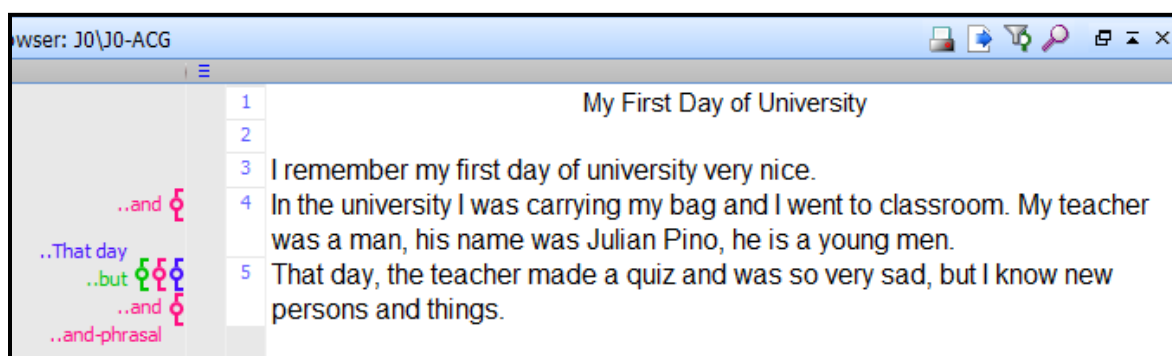 wser: J0\J0-ACG
1 My First Day of University
2
3 I remember my first day of university very nice.
..and 4 In the university I was carrying my bag and I went to classroom. My teacher
was a man, his name was Julian Pino, he is a young men.
..That day
..but 5 That day, the teacher made a quiz and was so very sad, but I know new
..and persons and things.
..and-phrasal